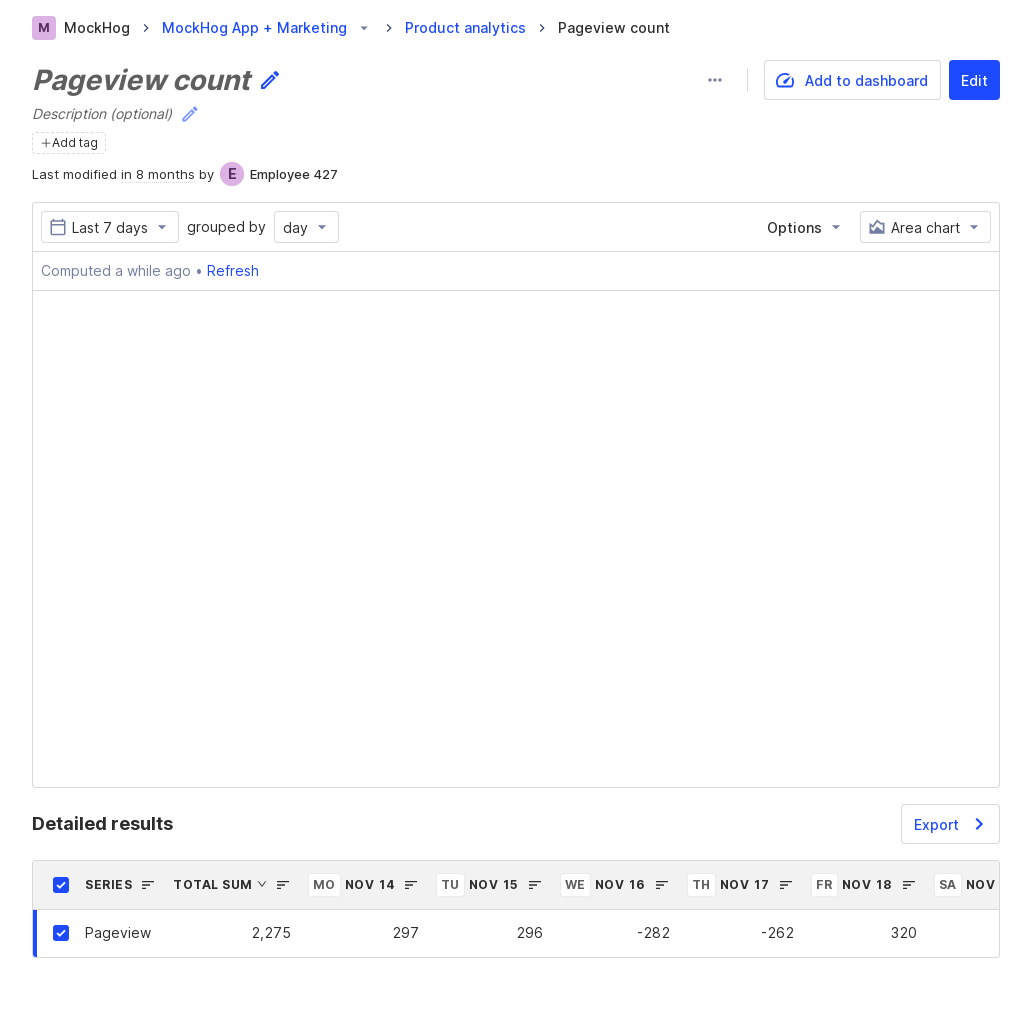 M MockHog > MockHog App + Marketing > Product analytics > Pageview count
Pageview count
Add to dashboard
Edit
Description (optional)
+Add tag
Last modified in 8 months by E Employee 427
Last 7 days grouped by day
Options
Area chart
Computed a while ago • Refresh
Detailed results
Export
SERIES TOTAL SUM MO NOV 14 TU NOV 15 WE NOV 16 TH NOV 17 FR NOV 18 SA NOV
Pageview 2,275 297 296 -282 -262 320